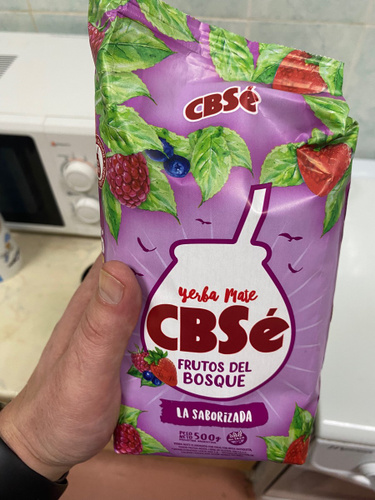 CBSé
Yerba Mate
CBSé
FRUTOS DEL
BOSQUE
LA SABORIZADA
PESO
NETO 500g